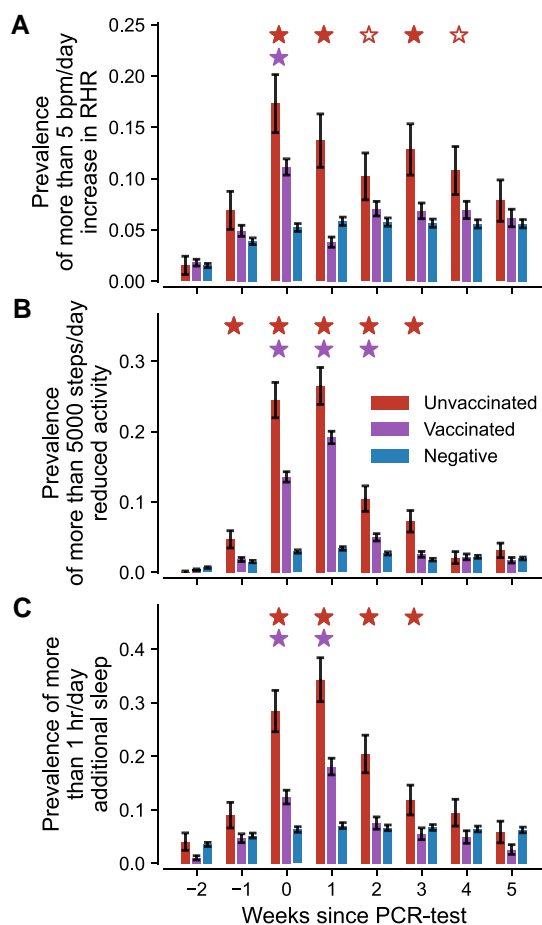 A
Prevalence
of more than 5 bpm/day
increase in RHR
0.25
0.20
0.15
0.10
0.05
0.00
B
Prevalence
of more than 5000 steps/day
reduced activity
0.3
0.2
0.1
0.0
Unvaccinated
Vaccinated
Negative
C
Prevalence of more
than 1 hr/day
additional sleep
0.4
0.3
0.2
0.1
0.0
−2 −1 0 1 2 3 4 5
Weeks since PCR-test